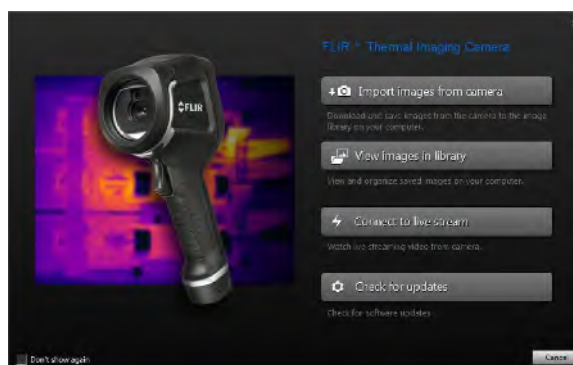 FLIR™ Thermal Imaging Camera
FLIR
Import images from camera
Download and save images from the camera to the image
library on your computer.
View images in library
View and organize saved images on your computer.
Connect to live stream
Watch live streaming video from camera.
Check for updates
Check for software updates
Don't show again
Cancel